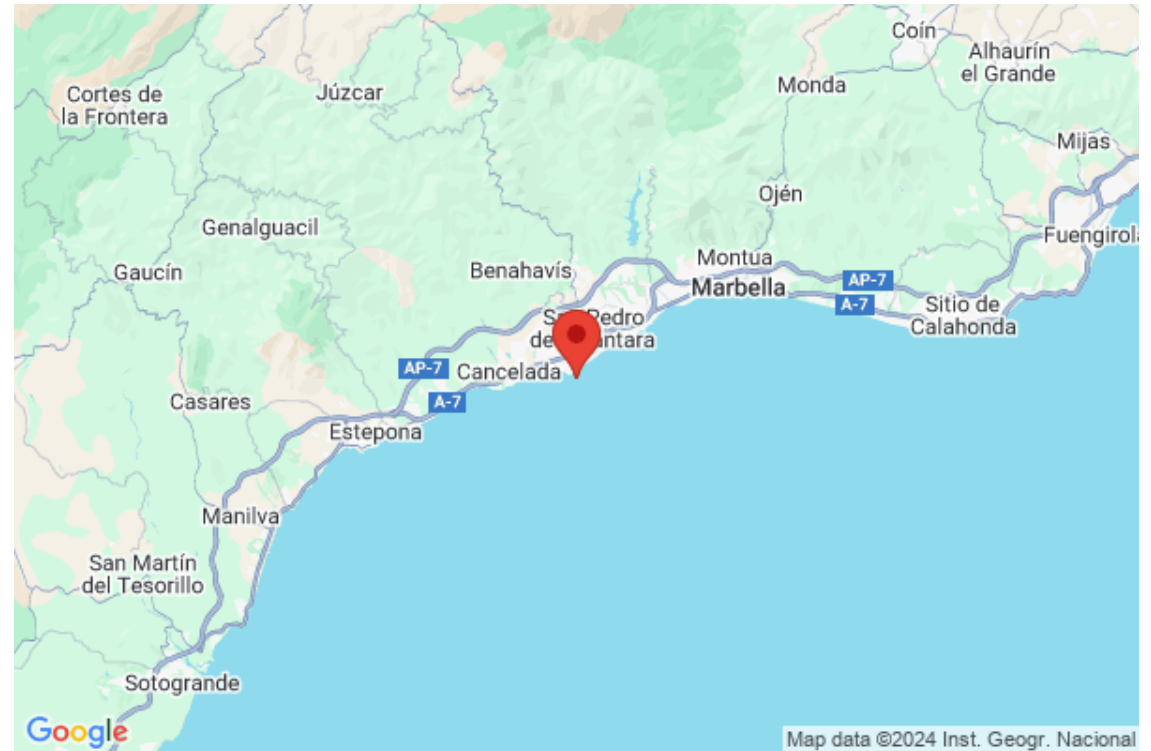 Coín
Alhaurín
el Grande
Monda
Cortes de
la Frontera
Júzcar
Mijas
Ojén
Genalguacil
Fuengirola
Montua
Benahavís
Gaucín
AP-7
Marbella
A-7
Sitio de
Calahonda
Pedro
AP-7
Cancelada
Casares
A-7
Estepona
Manilva
San Martín
del Tesorillo
Sotogrande
Google
Map data ©2024 Inst. Geogr. Nacional